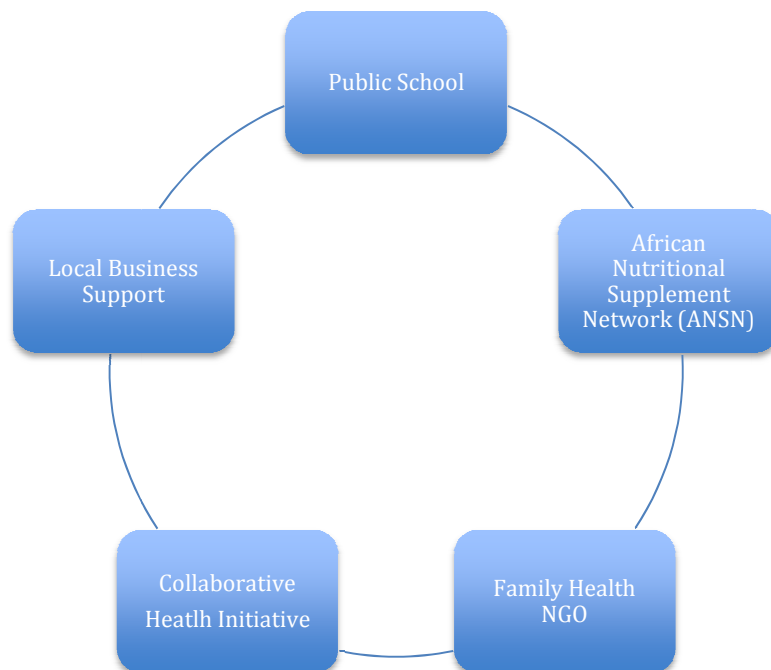 Public School
African
Nutritional
Supplement
Network (ANSN)
Family Health
NGO
Collaborative
Heatlh Initiative
Local Business
Support